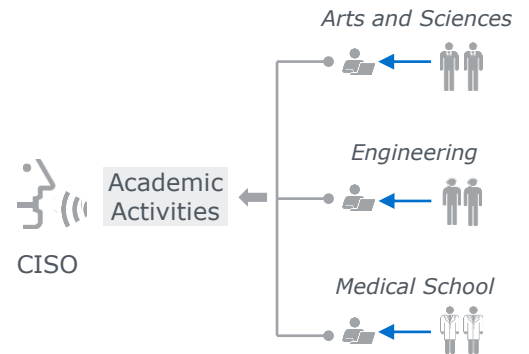 Arts and Sciences
Engineering
Academic
Activities
CISO
Medical School